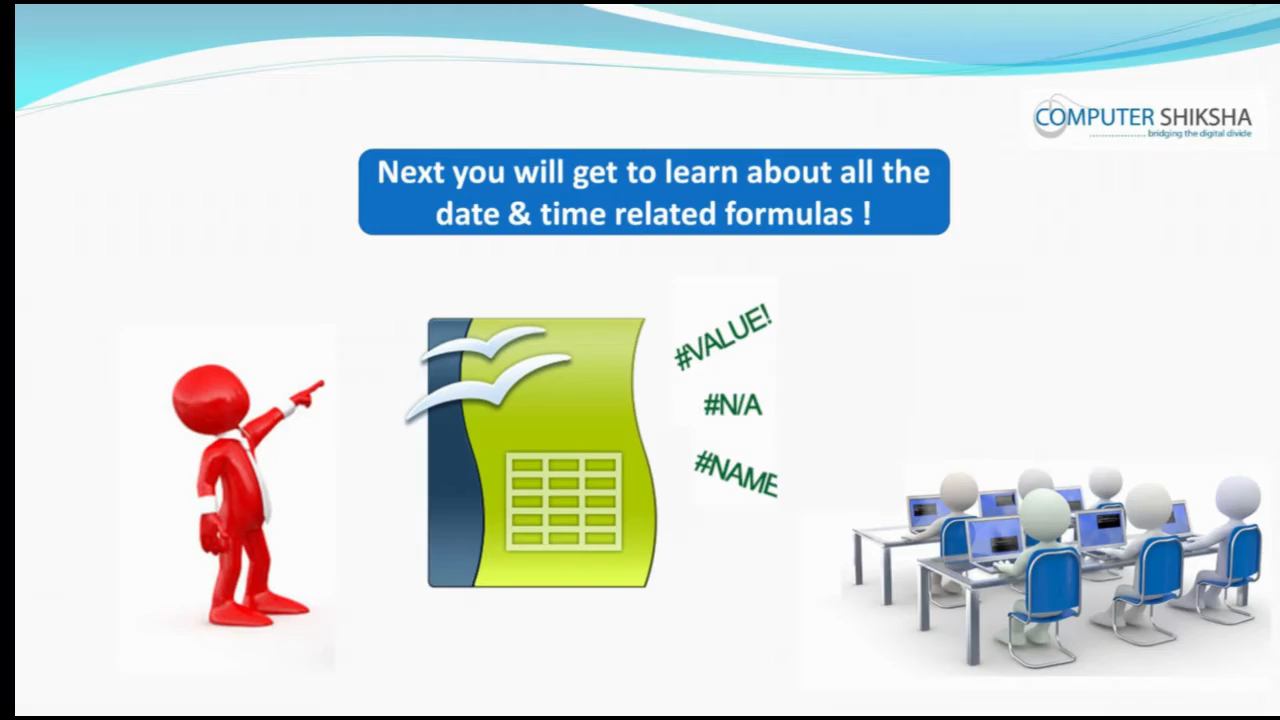 COMPUTER SHIKSHA
bridging the digital divide
Next you will get to learn about all the
date & time related formulas !
#VALUE!
#N/A
#NAME